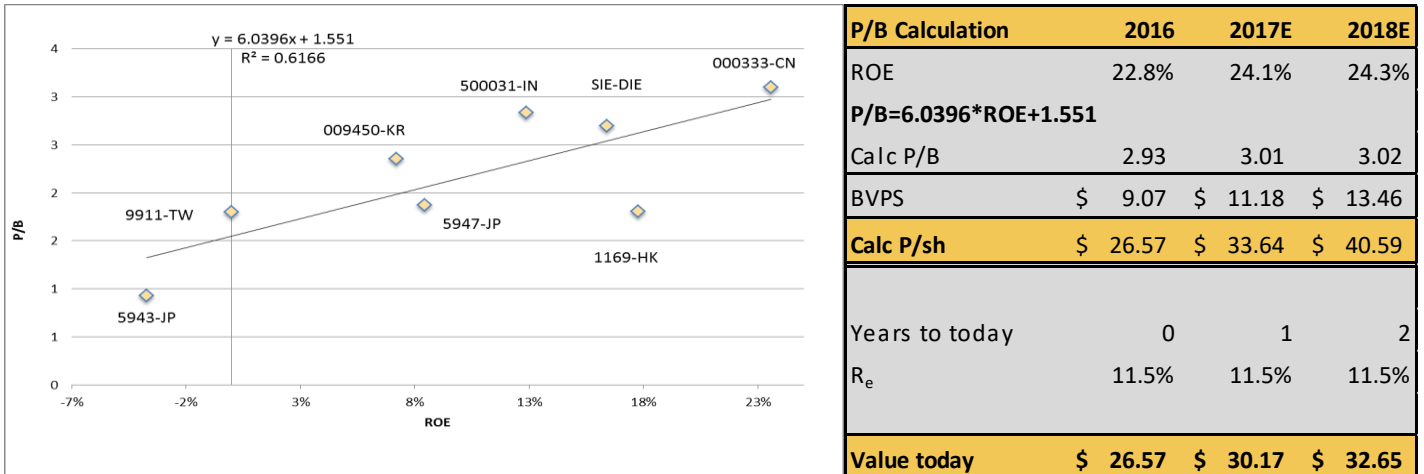 y = 6.0396x + 1.551
R² = 0.6166
000333-CN
500031-IN
SIE-DIE
009450-KR
9911-TW
5947-JP
1169-HK
5943-JP
P/B
4
3
3
2
2
1
1
0
-7% -2% 3% 8% 13% 18% 23%
ROE
P/B Calculation 2016 2017E 2018E
ROE 22.8% 24.1% 24.3%
P/B=6.0396*ROE+1.551
Calc P/B 2.93 3.01 3.02
BVPS $ 9.07 $ 11.18 $ 13.46
Calc P/sh $ 26.57 $ 33.64 $ 40.59
Years to today 0 1 2
Re 11.5% 11.5% 11.5%
Value today $ 26.57 $ 30.17 $ 32.65